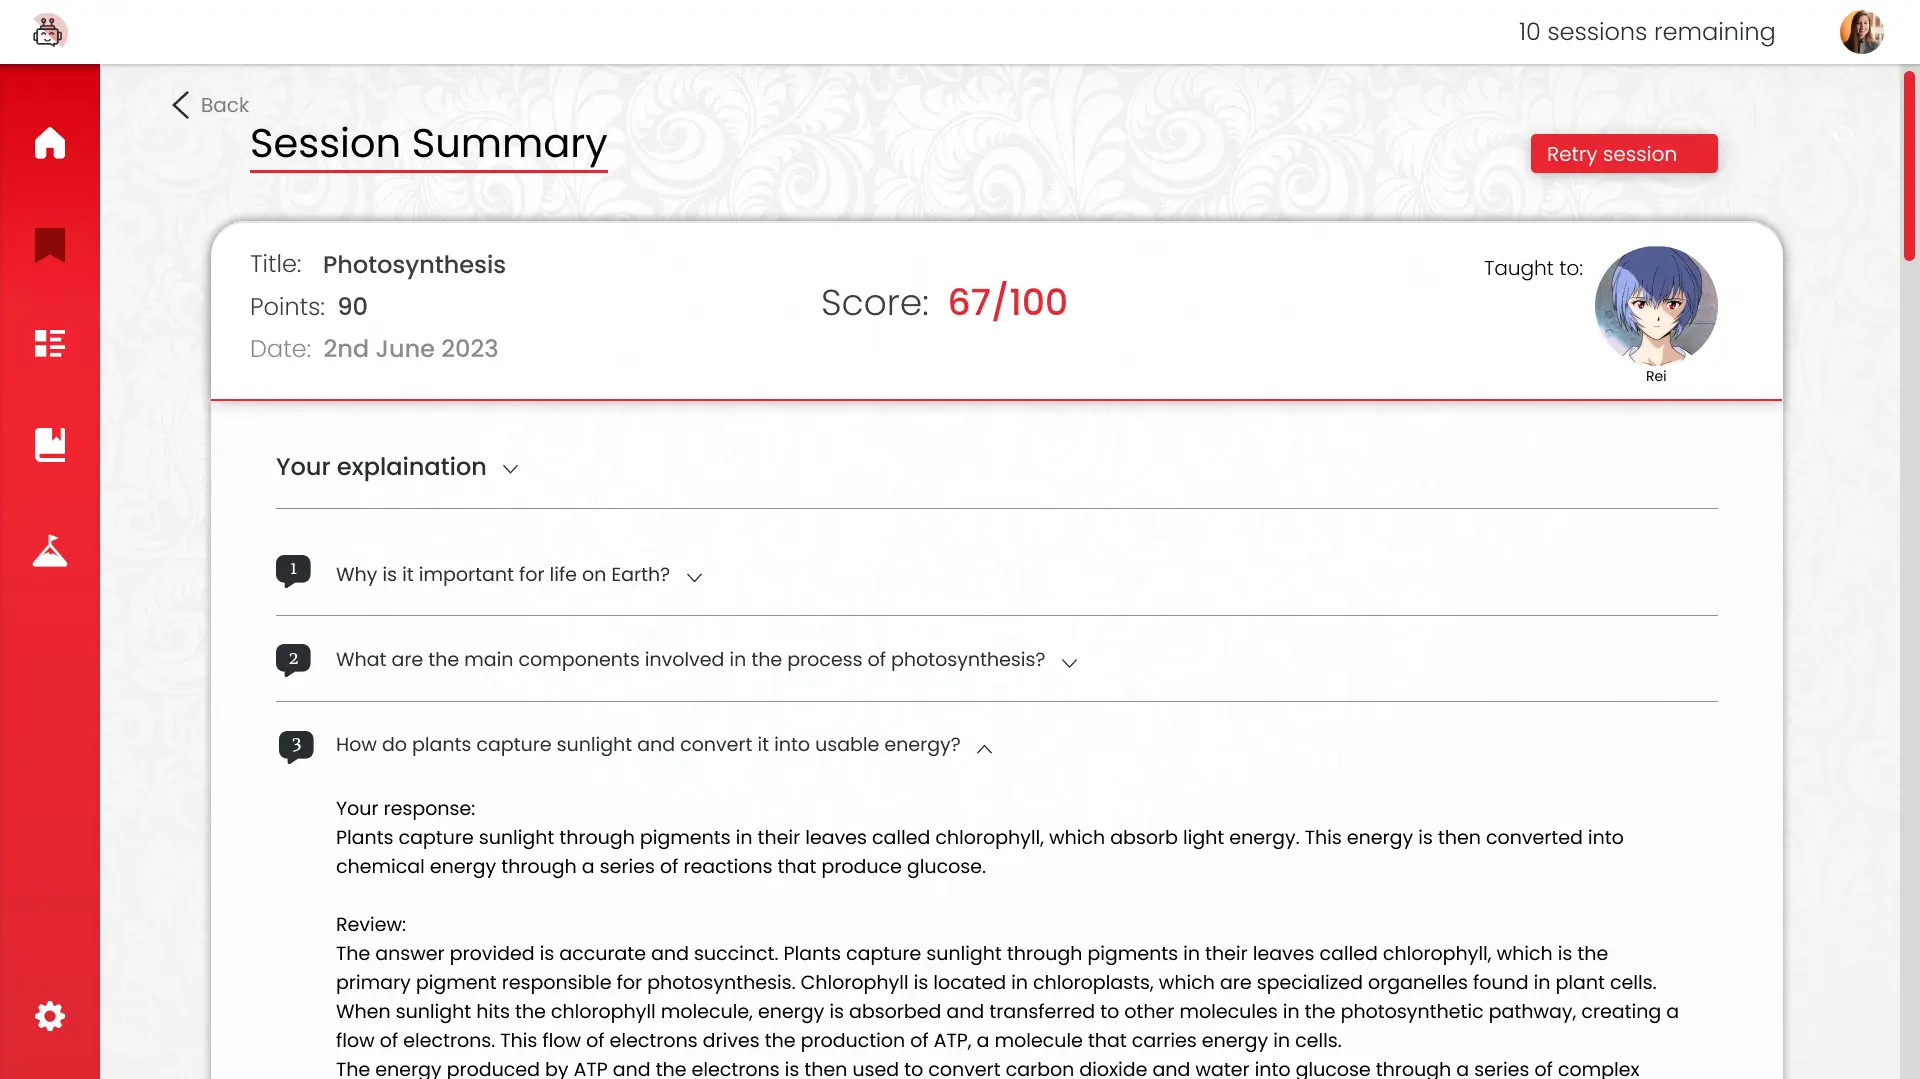 10 sessions remaining
Back
Session Summary
Retry session
Title: Photosynthesis
Points: 90
Date: 2nd June 2023
Score: 67/100
Taught to:
Rei
Your explaination
1 Why is it important for life on Earth?
2 What are the main components involved in the process of photosynthesis?
3 How do plants capture sunlight and convert it into usable energy?
Your response:
Plants capture sunlight through pigments in their leaves called chlorophyll, which absorb light energy. This energy is then converted into
chemical energy through a series of reactions that produce glucose.
Review:
The answer provided is accurate and succinct. Plants capture sunlight through pigments in their leaves called chlorophyll, which is the
primary pigment responsible for photosynthesis. Chlorophyll is located in chloroplasts, which are specialized organelles found in plant cells.
When sunlight hits the chlorophyll molecule, energy is absorbed and transferred to other molecules in the photosynthetic pathway, creating a
flow of electrons. This flow of electrons drives the production of ATP, a molecule that carries energy in cells.
The energy produced by ATP and the electrons is then used to convert carbon dioxide and water into glucose through a series of complex